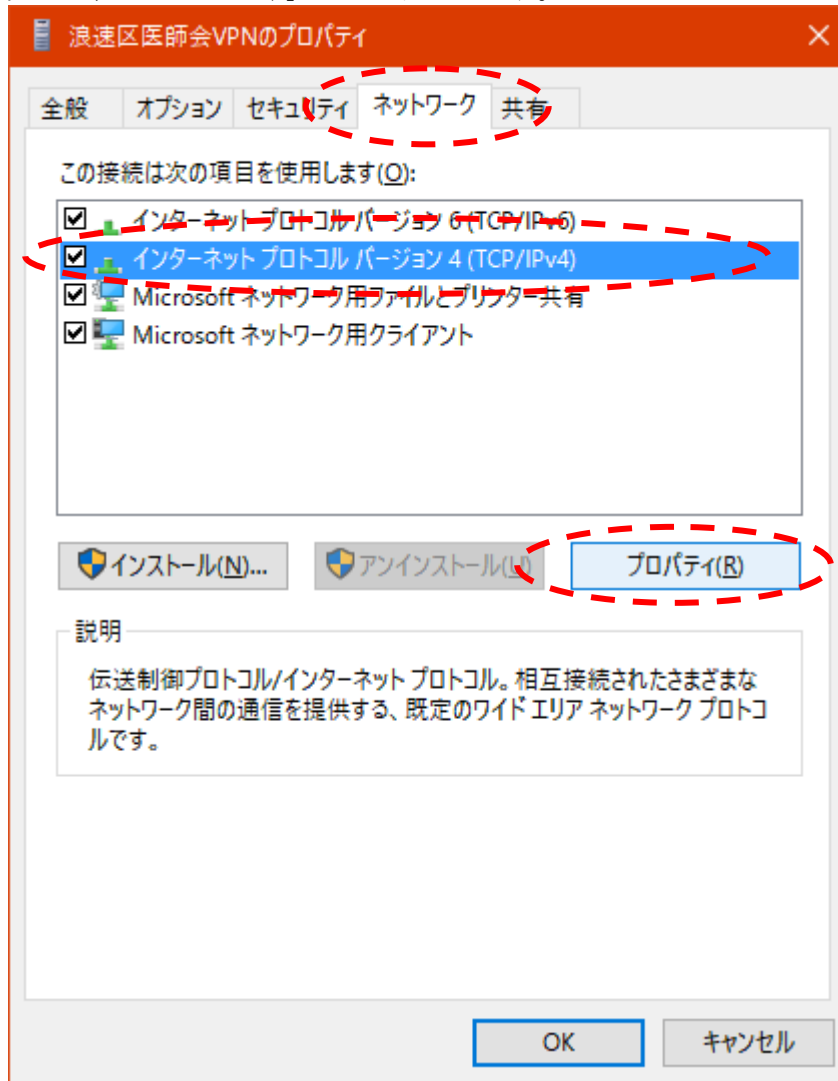 浪速区医師会VPNのプロパティ
全般 オプション セキュリティ ネットワーク 共有
この接続は次の項目を使用します(O):
インターネット プロトコル バージョン 6 (TCP/IPv6)
インターネット プロトコル バージョン 4 (TCP/IPv4)
Microsoft ネットワーク用ファイルとプリンター共有
Microsoft ネットワーク用クライアント
インストール(N)... アンインストール(U) プロパティ(R)
説明
伝送制御プロトコル/インターネット プロトコル。相互接続されたさまざまな
ネットワーク間の通信を提供する、既定のワイド エリア ネットワーク プロトコ
ルです。
OK キャンセル